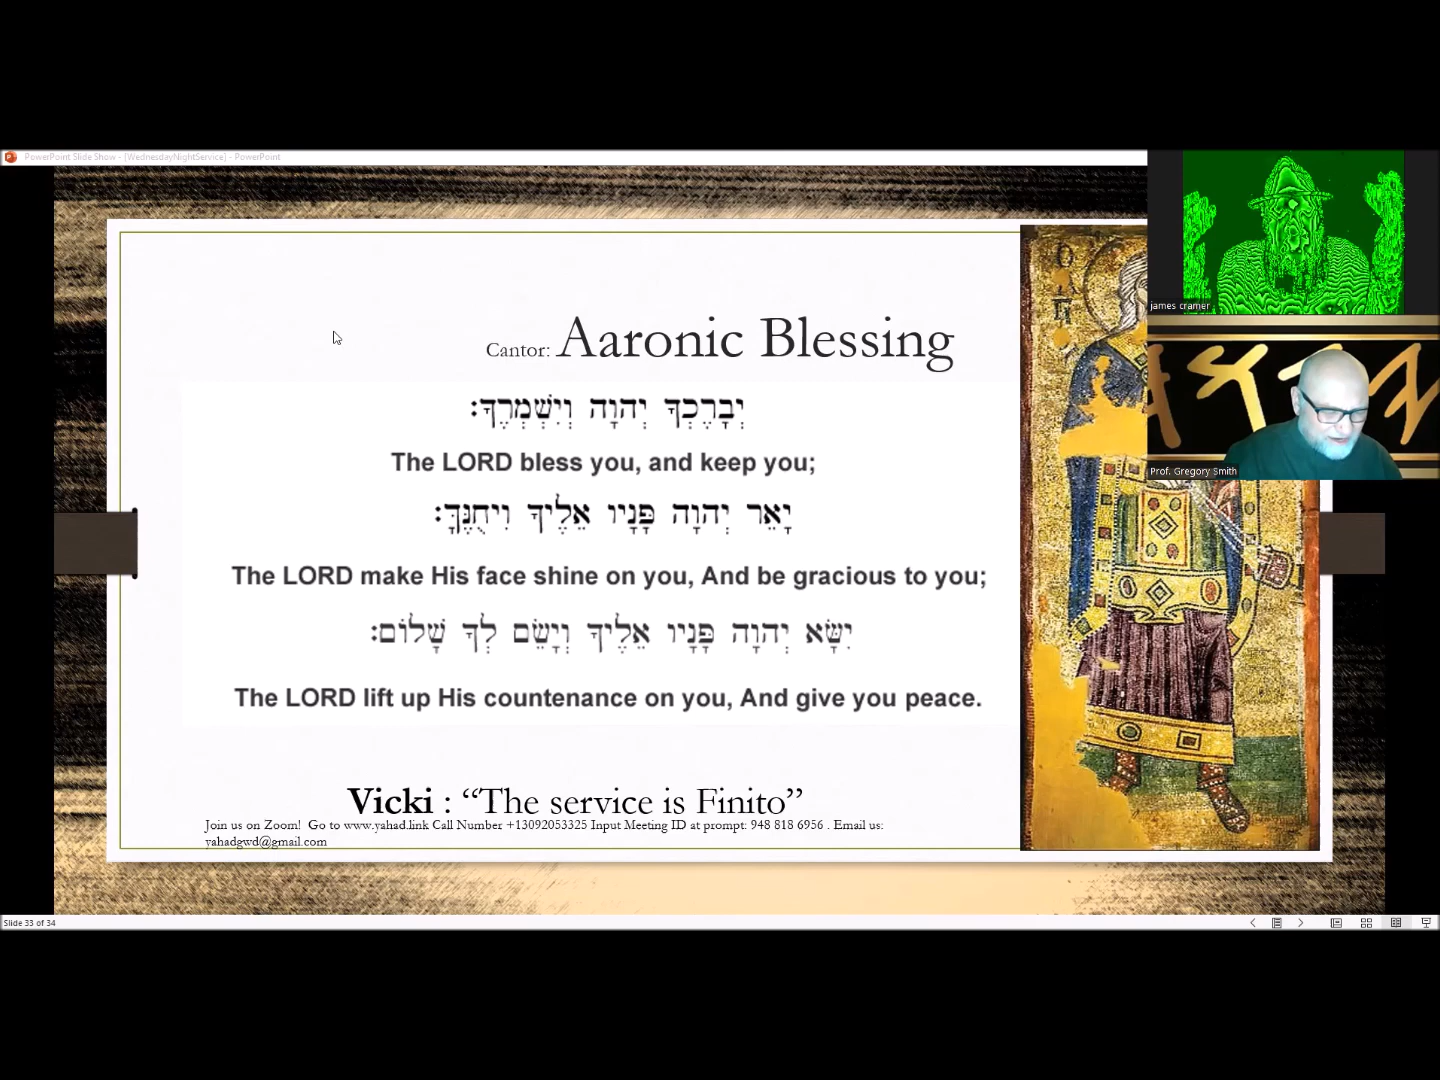 PowerPoint Slide Show - [WednesdayNightService] - PowerPoint
james cramer
Prof. Gregory Smith
Cantor: Aaronic Blessing
יְבָרֶכְךָ יְהוָה וְיִשְׁמְרֶךָ׃
The LORD bless you, and keep you;
יָאֵר יְהוָה פָּנָיו אֵלֶיךָ וִיחֻנֶּךָּ׃
The LORD make His face shine on you, And be gracious to you;
יִשָּׂא יְהוָה פָּנָיו אֵלֶיךָ וְיָשֵׂם לְךָ שָׁלוֹם׃
The LORD lift up His countenance on you, And give you peace.
Vicki : “The service is Finito”
Join us on Zoom! Go to www.yahad.link Call Number +13092053325 Input Meeting ID at prompt: 948 818 6956 . Email us:
yahadgwd@gmail.com
Slide 33 of 34